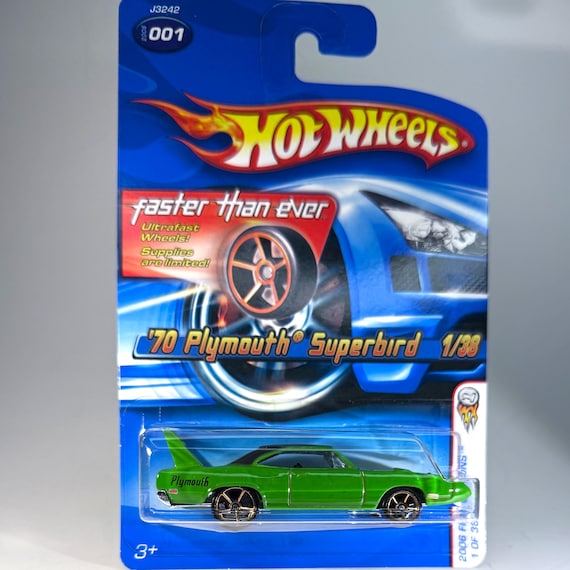 J3242
2006
001
HOT WHEELS®
faster than ever
Ultrafast
Wheels!
Supplies
are limited!
'70 Plymouth® Superbird 1/38
Plymouth
2006
1 OF 38
3+